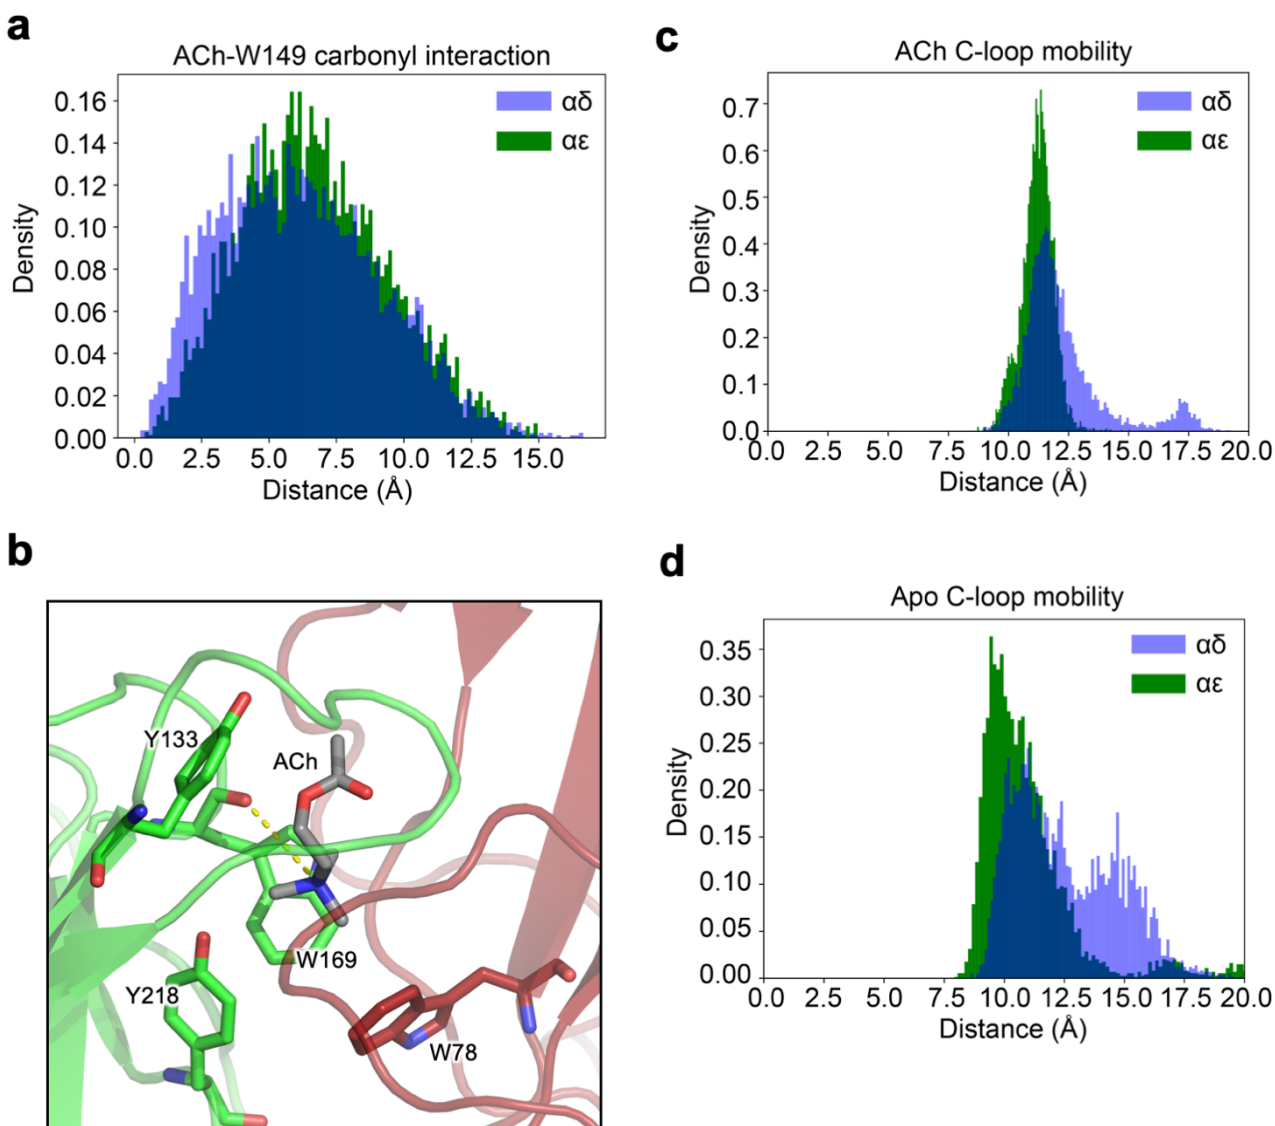 a
ACh-W149 carbonyl interaction
αδ
αε
0.16
0.14
0.12
0.10
0.08
0.06
0.04
0.02
0.00
Density
0.0 2.5 5.0 7.5 10.0 12.5 15.0
Distance (Å)
b
Y133
ACh
W169
Y218
W78
c
ACh C-loop mobility
αδ
αε
0.7
0.6
0.5
0.4
0.3
0.2
0.1
0.0
Density
0.0 2.5 5.0 7.5 10.0 12.5 15.0 17.5 20.0
Distance (Å)
d
Apo C-loop mobility
αδ
αε
0.35
0.30
0.25
0.20
0.15
0.10
0.05
0.00
Density
0.0 2.5 5.0 7.5 10.0 12.5 15.0 17.5 20.0
Distance (Å)